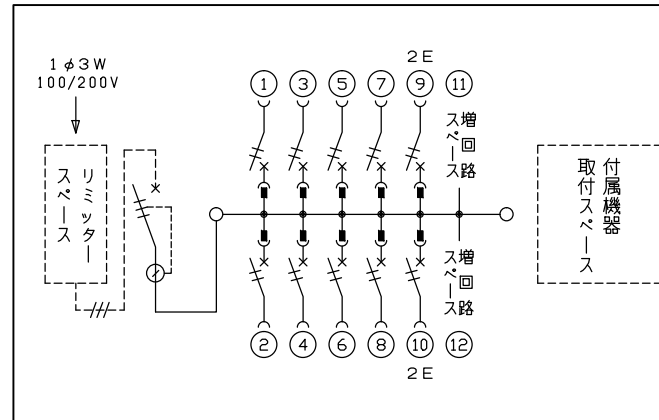 1φ3W
100/200V
リミッター
スペース
2E
1 3 5 7 9 11
増回路
スペース
増回路
スペース
2 4 6 8 10 12
2E
付属機器
取付スペース